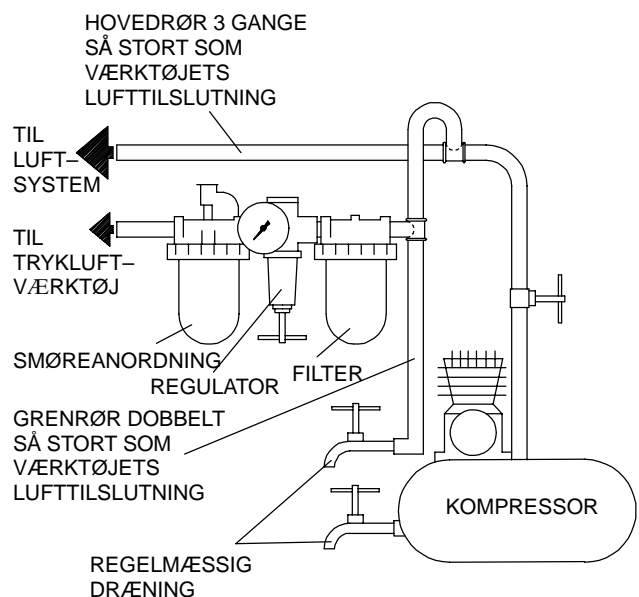 HOVEDRØR 3 GANGE
SÅ STORT SOM
VÆRKTØJETS
LUFTTILSLUTNING
TIL
LUFT–
SYSTEM
TIL
TRYKLUFT–
VÆRKTØJ
SMØREANORDNING
REGULATOR
FILTER
GRENRØR DOBBELT
SÅ STORT SOM
VÆRKTØJETS
LUFTTILSLUTNING
KOMPRESSOR
REGELMÆSSIG
DRÆNING